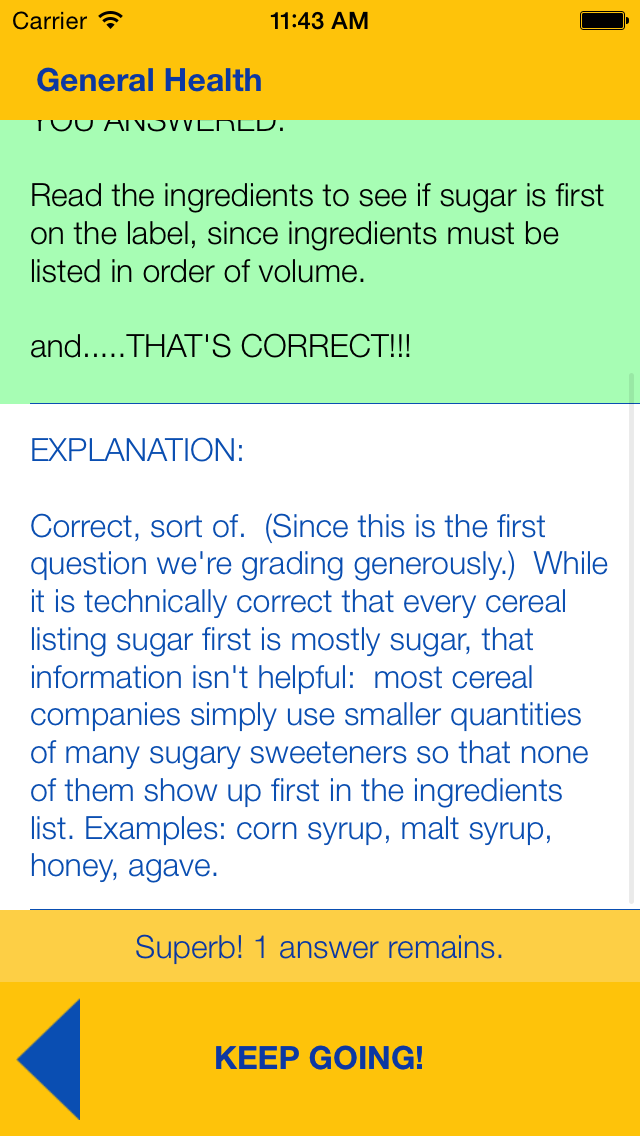 Carrier 11:43 AM
General Health
YOU ANSWERED:
Read the ingredients to see if sugar is first
on the label, since ingredients must be
listed in order of volume.
and.....THAT'S CORRECT!!!
EXPLANATION:
Correct, sort of.  (Since this is the first
question we're grading generously.)  While
it is technically correct that every cereal
listing sugar first is mostly sugar, that
information isn't helpful:  most cereal
companies simply use smaller quantities
of many sugary sweeteners so that none
of them show up first in the ingredients
list. Examples: corn syrup, malt syrup,
honey, agave.
Superb! 1 answer remains.
KEEP GOING!